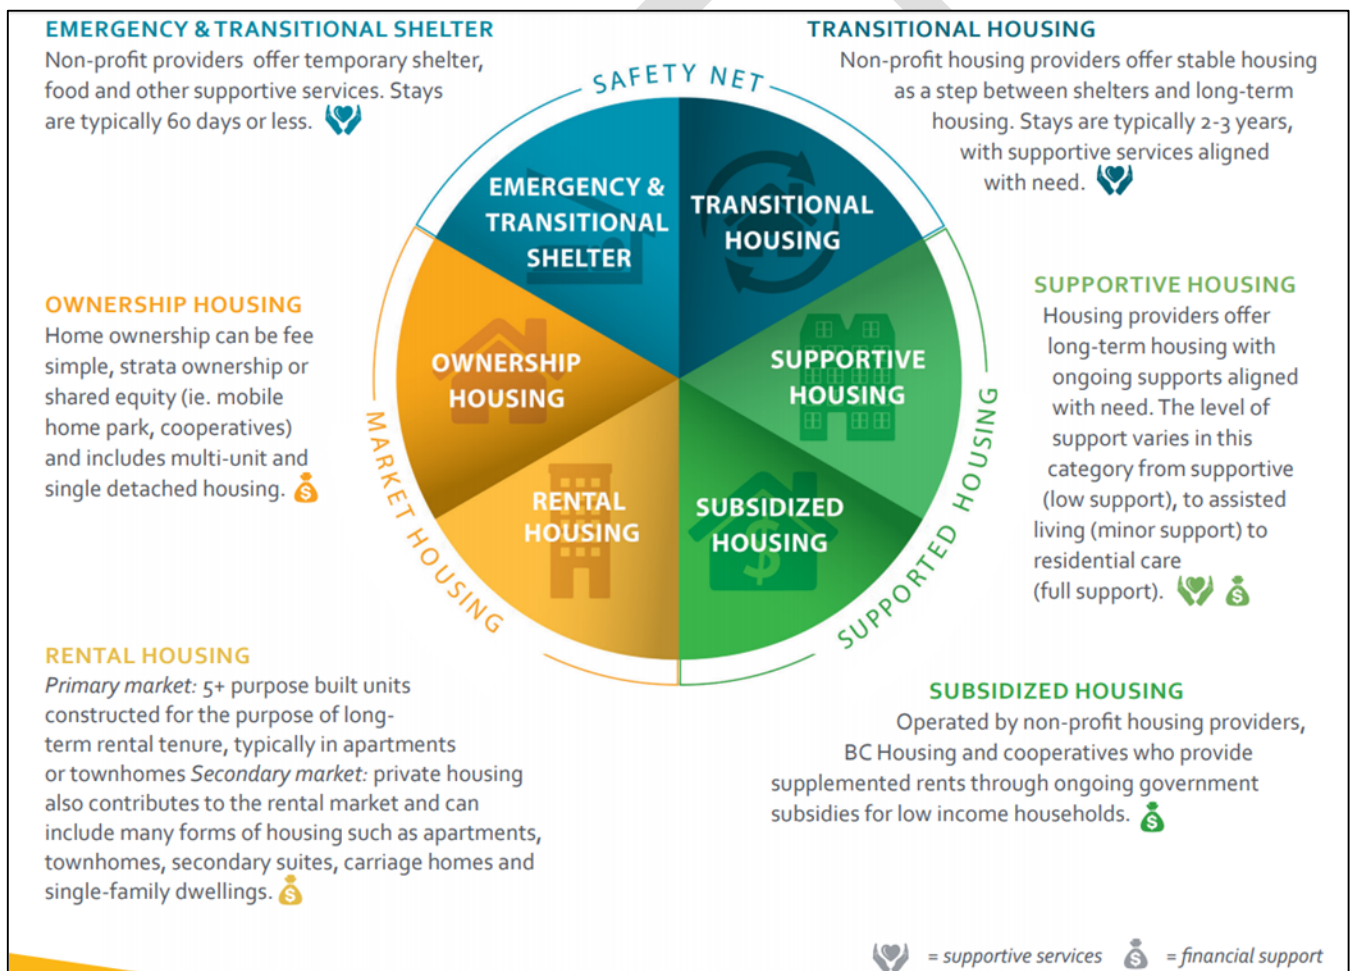 EMERGENCY & TRANSITIONAL SHELTER
Non-profit providers offer temporary shelter,
food and other supportive services. Stays
are typically 60 days or less.
TRANSITIONAL HOUSING
Non-profit housing providers offer stable housing
as a step between shelters and long-term
housing. Stays are typically 2-3 years,
with supportive services aligned
with need.
SAFETY NET
EMERGENCY &
TRANSITIONAL
SHELTER
TRANSITIONAL
HOUSING
OWNERSHIP
HOUSING
SUPPORTIVE
HOUSING
RENTAL
HOUSING
SUBSIDIZED
HOUSING
$
MARKET HOUSING
SUPPORTED HOUSING
OWNERSHIP HOUSING
Home ownership can be fee
simple, strata ownership or
shared equity (ie. mobile
home park, cooperatives)
and includes multi-unit and
single detached housing. $
SUPPORTIVE HOUSING
Housing providers offer
long-term housing with
ongoing supports aligned
with need. The level of
support varies in this
category from supportive
(low support), to assisted
living (minor support) to
residential care
(full support). $
RENTAL HOUSING
Primary market: 5+ purpose built units
constructed for the purpose of long-
term rental tenure, typically in apartments
or townhomes Secondary market: private housing
also contributes to the rental market and can
include many forms of housing such as apartments,
townhomes, secondary suites, carriage homes and
single-family dwellings. $
SUBSIDIZED HOUSING
Operated by non-profit housing providers,
BC Housing and cooperatives who provide
supplemented rents through ongoing government
subsidies for low income households. $
= supportive services $ = financial support